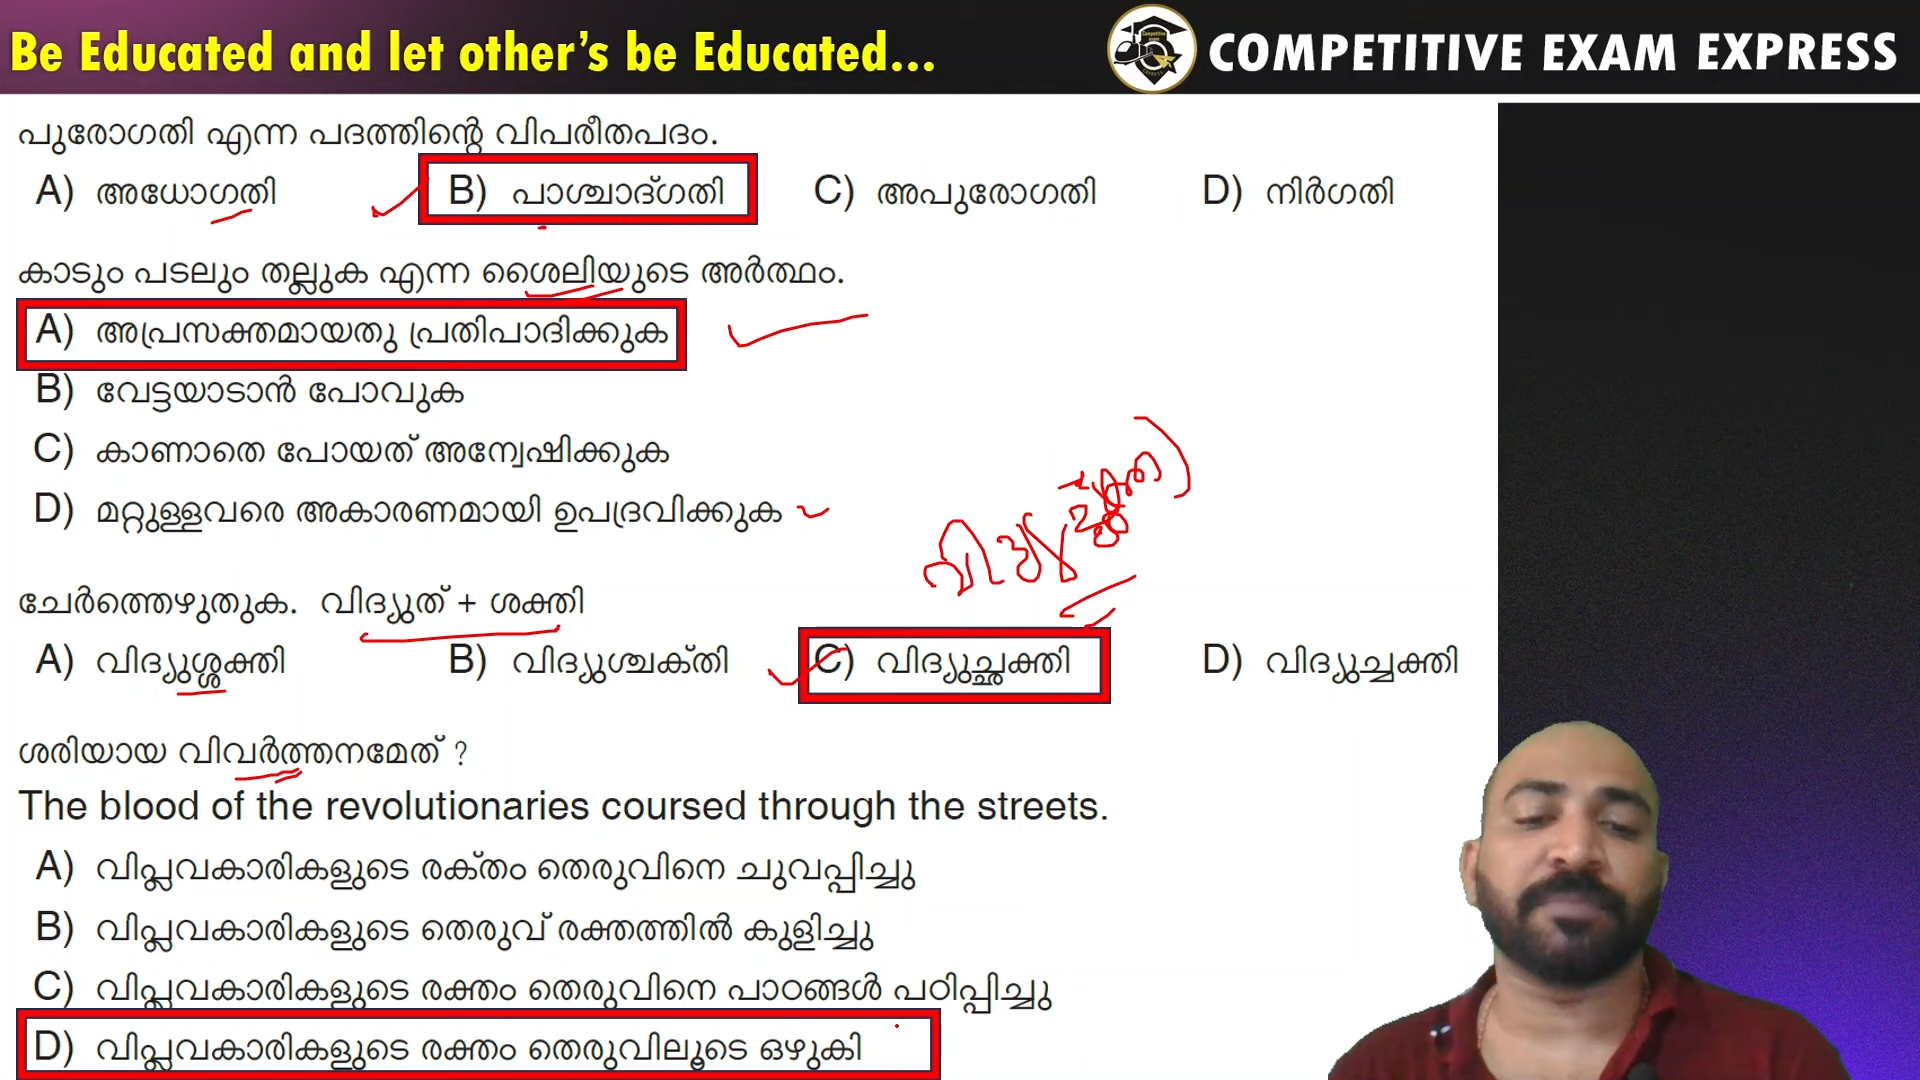 Be Educated and let other's be Educated...
COMPETITIVE EXAM EXPRESS
പുരോഗതി എന്ന പദത്തിന്റെ വിപരീതപദം.
A) അധോഗതി B) പാശ്ചാദ്ഗതി C) അപുരോഗതി D) നിർഗതി
കാടും പടലും തല്ലുക എന്ന ശൈലിയുടെ അർത്ഥം.
A) അപ്രസക്തമായതു പ്രതിപാദിക്കുക
B) വേട്ടയാടാൻ പോവുക
C) കാണാതെ പോയത് അന്വേഷിക്കുക
D) മറ്റുള്ളവരെ അകാരണമായി ഉപദ്രവിക്കുക
ചേർത്തെഴുതുക. വിദ്യുത് + ശക്തി
A) വിദ്യുശ്ശക്തി B) വിദ്യുശ്ചക്തി C) വിദ്യുച്ഛക്തി D) വിദ്യുച്ചക്തി
ശരിയായ വിവർത്തനമേത് ?
The blood of the revolutionaries coursed through the streets.
A) വിപ്ലവകാരികളുടെ രക്തം തെരുവിനെ ചുവപ്പിച്ചു
B) വിപ്ലവകാരികളുടെ തെരുവ് രക്തത്തിൽ കുളിച്ചു
C) വിപ്ലവകാരികളുടെ രക്തം തെരുവിനെ പാഠങ്ങൾ പഠിപ്പിച്ചു
D) വിപ്ലവകാരികളുടെ രക്തം തെരുവിലൂടെ ഒഴുകി